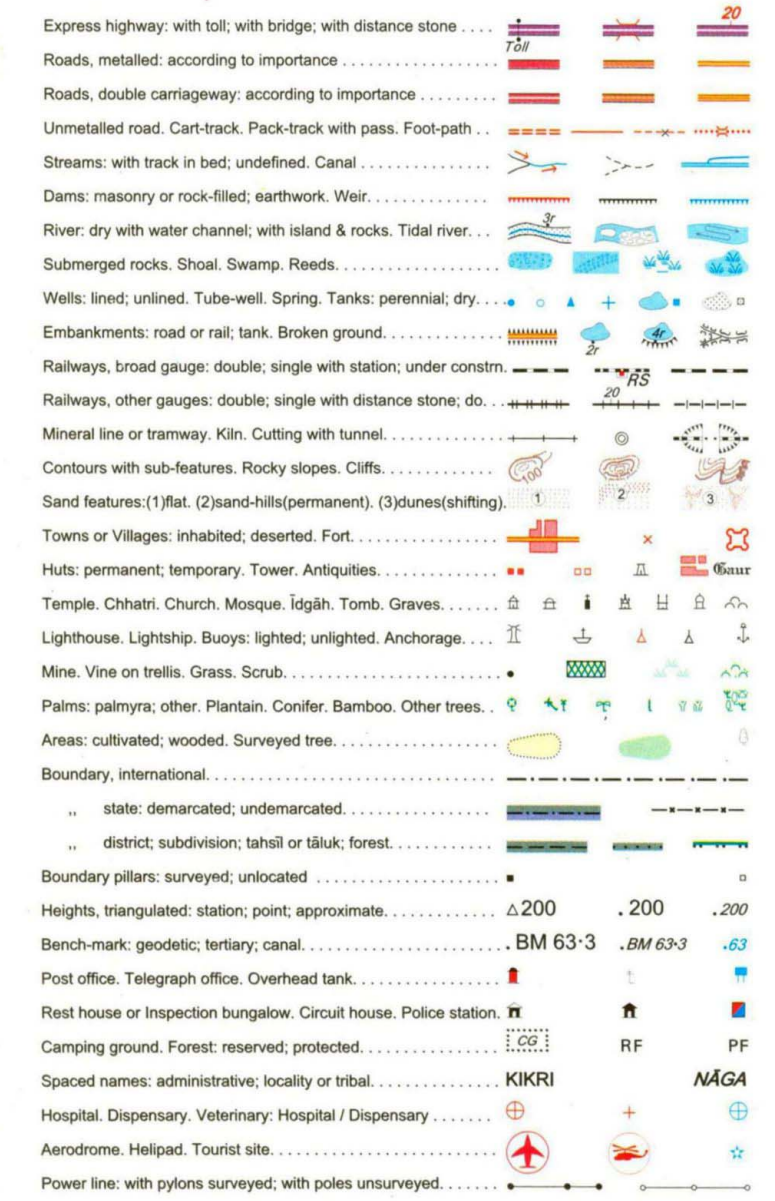 Express highway: with toll; with bridge; with distance stone .... Toll 20
Roads, metalled: according to importance ..................
Roads, double carriageway: according to importance .........
Unmetalled road. Cart-track. Pack-track with pass. Foot-path ..
Streams: with track in bed; undefined. Canal .................
Dams: masonry or rock-filled; earthwork. Weir...............
River: dry with water channel; with island & rocks. Tidal river... 3r
Submerged rocks. Shoal. Swamp. Reeds....................
Wells: lined; unlined. Tube-well. Spring. Tanks: perennial; dry....
Embankments: road or rail; tank. Broken ground.............. 2r 4r
Railways, broad gauge: double; single with station; under constrn. RS
Railways, other gauges: double; single with distance stone; do... 20
Mineral line or tramway. Kiln. Cutting with tunnel.............
Contours with sub-features. Rocky slopes. Cliffs............. 100
Sand features:(1)flat. (2)sand-hills(permanent). (3)dunes(shifting). 1 2 3
Towns or Villages: inhabited; deserted. Fort..................
Huts: permanent; temporary. Tower. Antiquities.............. Gaur
Temple. Chhatri. Church. Mosque. Īdgāh. Tomb. Graves.......
Lighthouse. Lightship. Buoys: lighted; unlighted. Anchorage....
Mine. Vine on trellis. Grass. Scrub..........................
Palms: palmyra; other. Plantain. Conifer. Bamboo. Other trees..
Areas: cultivated; wooded. Surveyed tree....................
Boundary, international...................................
,, state: demarcated; undemarcated...................
,, district; subdivision; tahsīl or tāluk; forest.............
Boundary pillars: surveyed; unlocated ......................
Heights, triangulated: station; point; approximate............. 200 .200 .200
Bench-mark: geodetic; tertiary; canal........................ . BM 63·3 .BM 63·3 .63
Post office. Telegraph office. Overhead tank..................
Rest house or Inspection bungalow. Circuit house. Police station.
Camping ground. Forest: reserved; protected................ CG RF PF
Spaced names: administrative; locality or tribal............... KIKRI NĀGA
Hospital. Dispensary. Veterinary: Hospital / Dispensary .......
Aerodrome. Helipad. Tourist site............................
Power line: with pylons surveyed; with poles unsurveyed.......